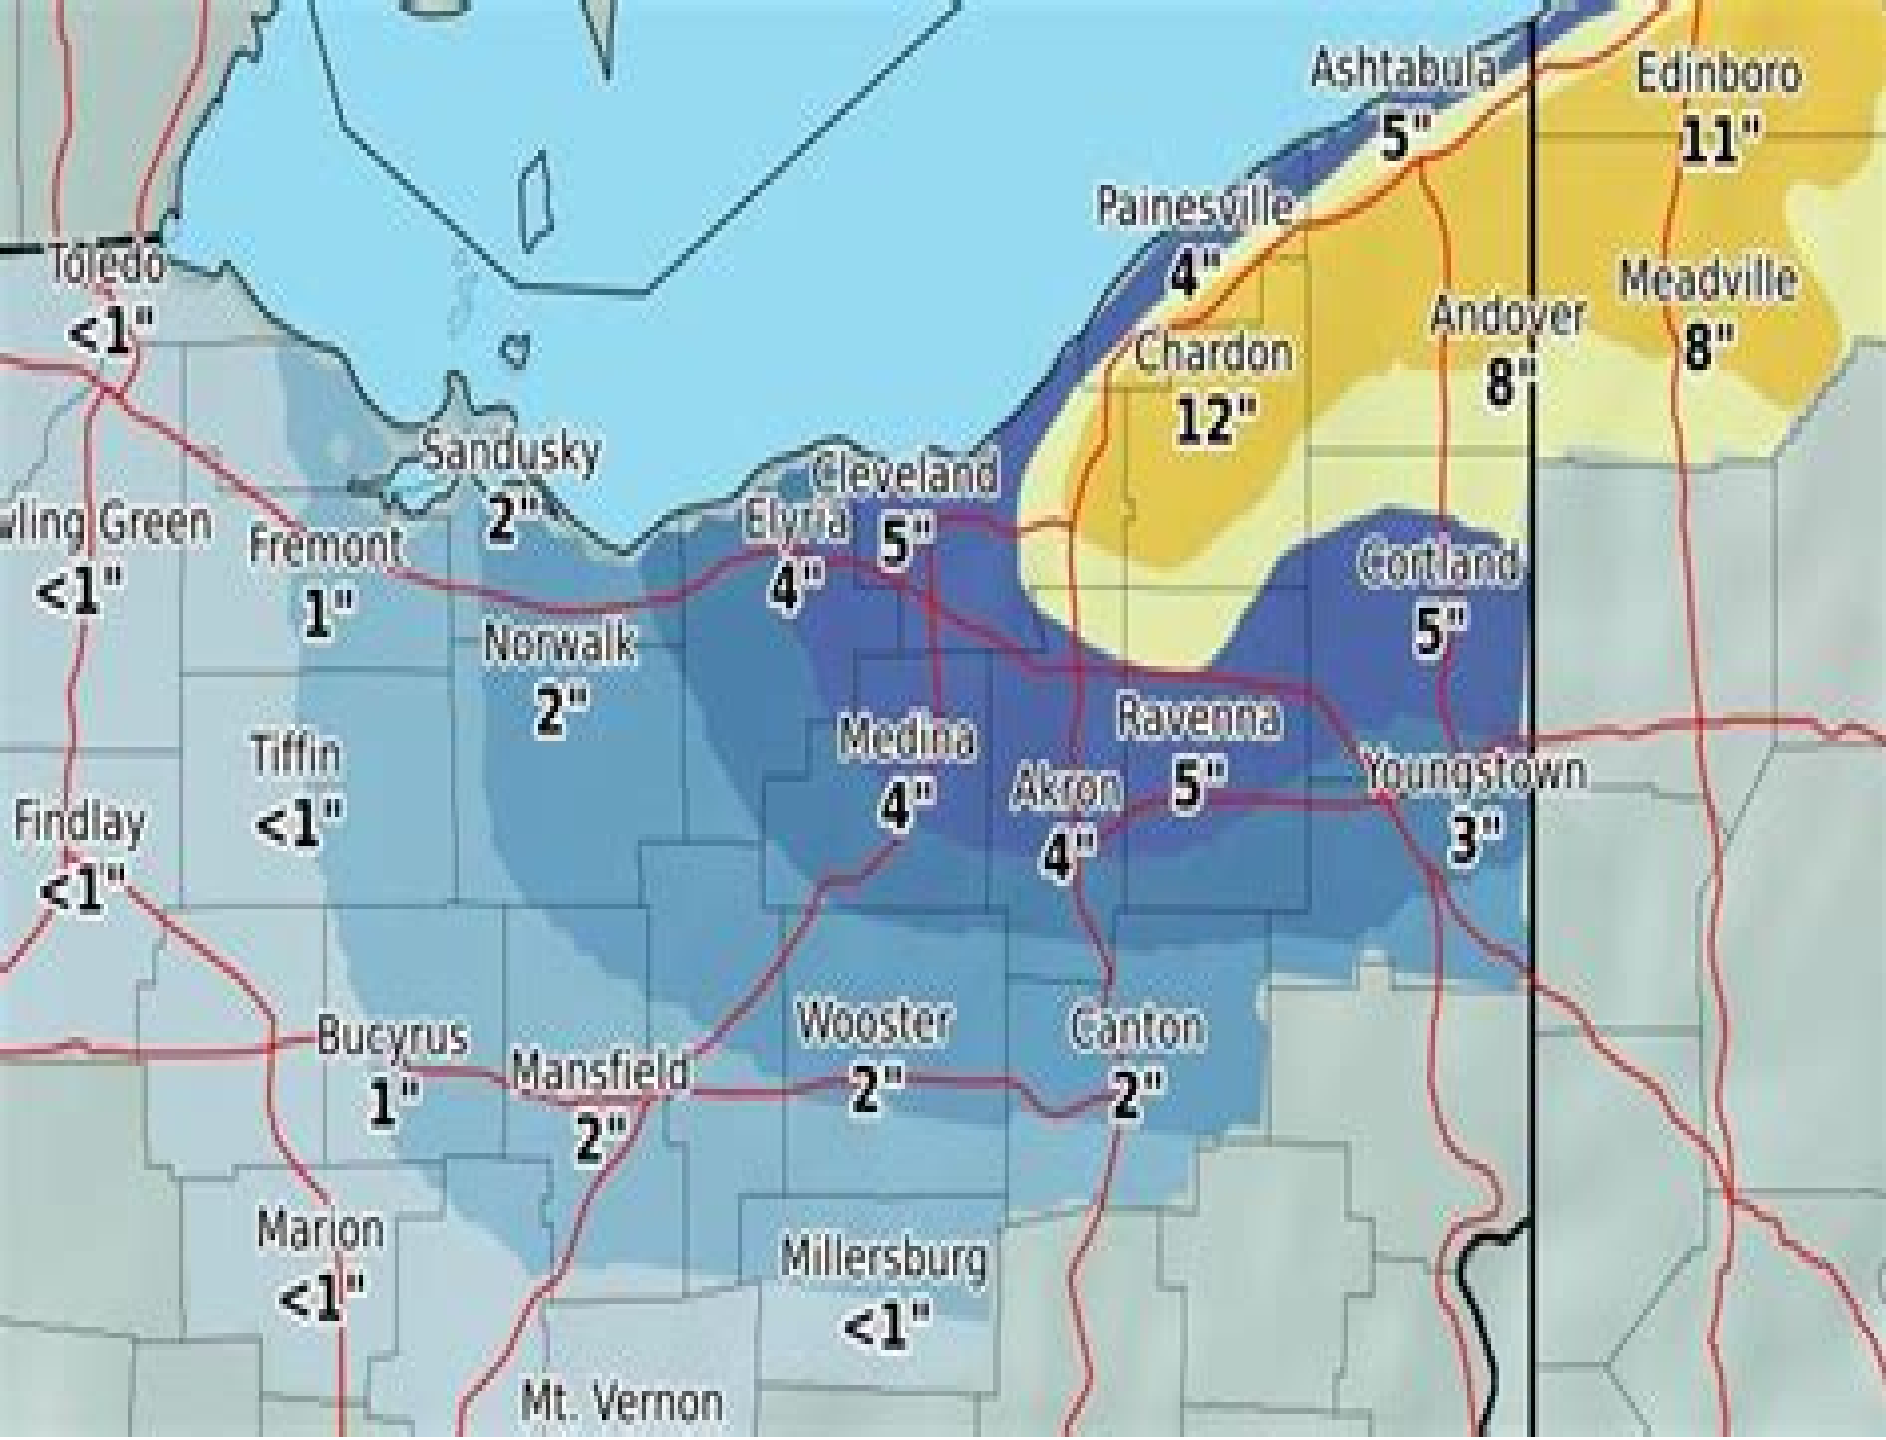 Ashtabula
5"
Edinboro
11"
Painesville
4"
Toledo
<1"
Meadville
8"
Andover
8"
Chardon
12"
Sandusky
2"
Cleveland
5"
Elyria
4"
wling Green
<1"
Fremont
1"
Cortland
5"
Norwalk
2"
Ravenna
5"
Medina
4"
Tiffin
<1"
Akron
4"
Youngstown
3"
Findlay
<1"
Wooster
2"
Canton
2"
Bucyrus
1"
Mansfield
2"
Marion
<1"
Millersburg
<1"
Mt. Vernon